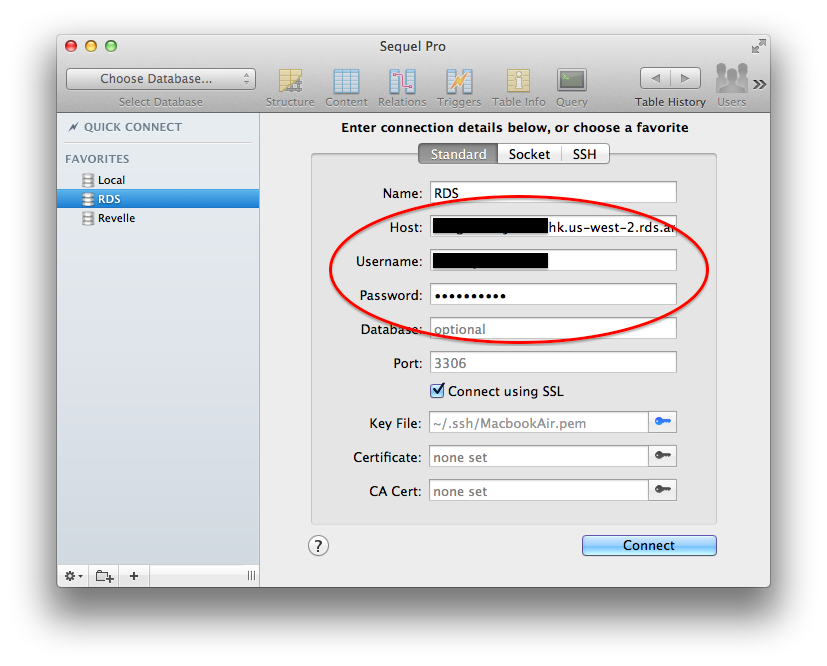 Sequel Pro
Choose Database...
Select Database
Structure
Content
Relations
Triggers
Table Info
Query
Table History
Users
QUICK CONNECT
FAVORITES
Local
RDS
Revelle
Enter connection details below, or choose a favorite
Standard Socket SSH
Name: RDS
Host: hk.us-west-2.rds.ar
Username:
Password: ••••••••••
Database: optional
Port: 3306
Connect using SSL
Key File: ~/.ssh/MacbookAir.pem
Certificate: none set
CA Cert: none set
?
Connect